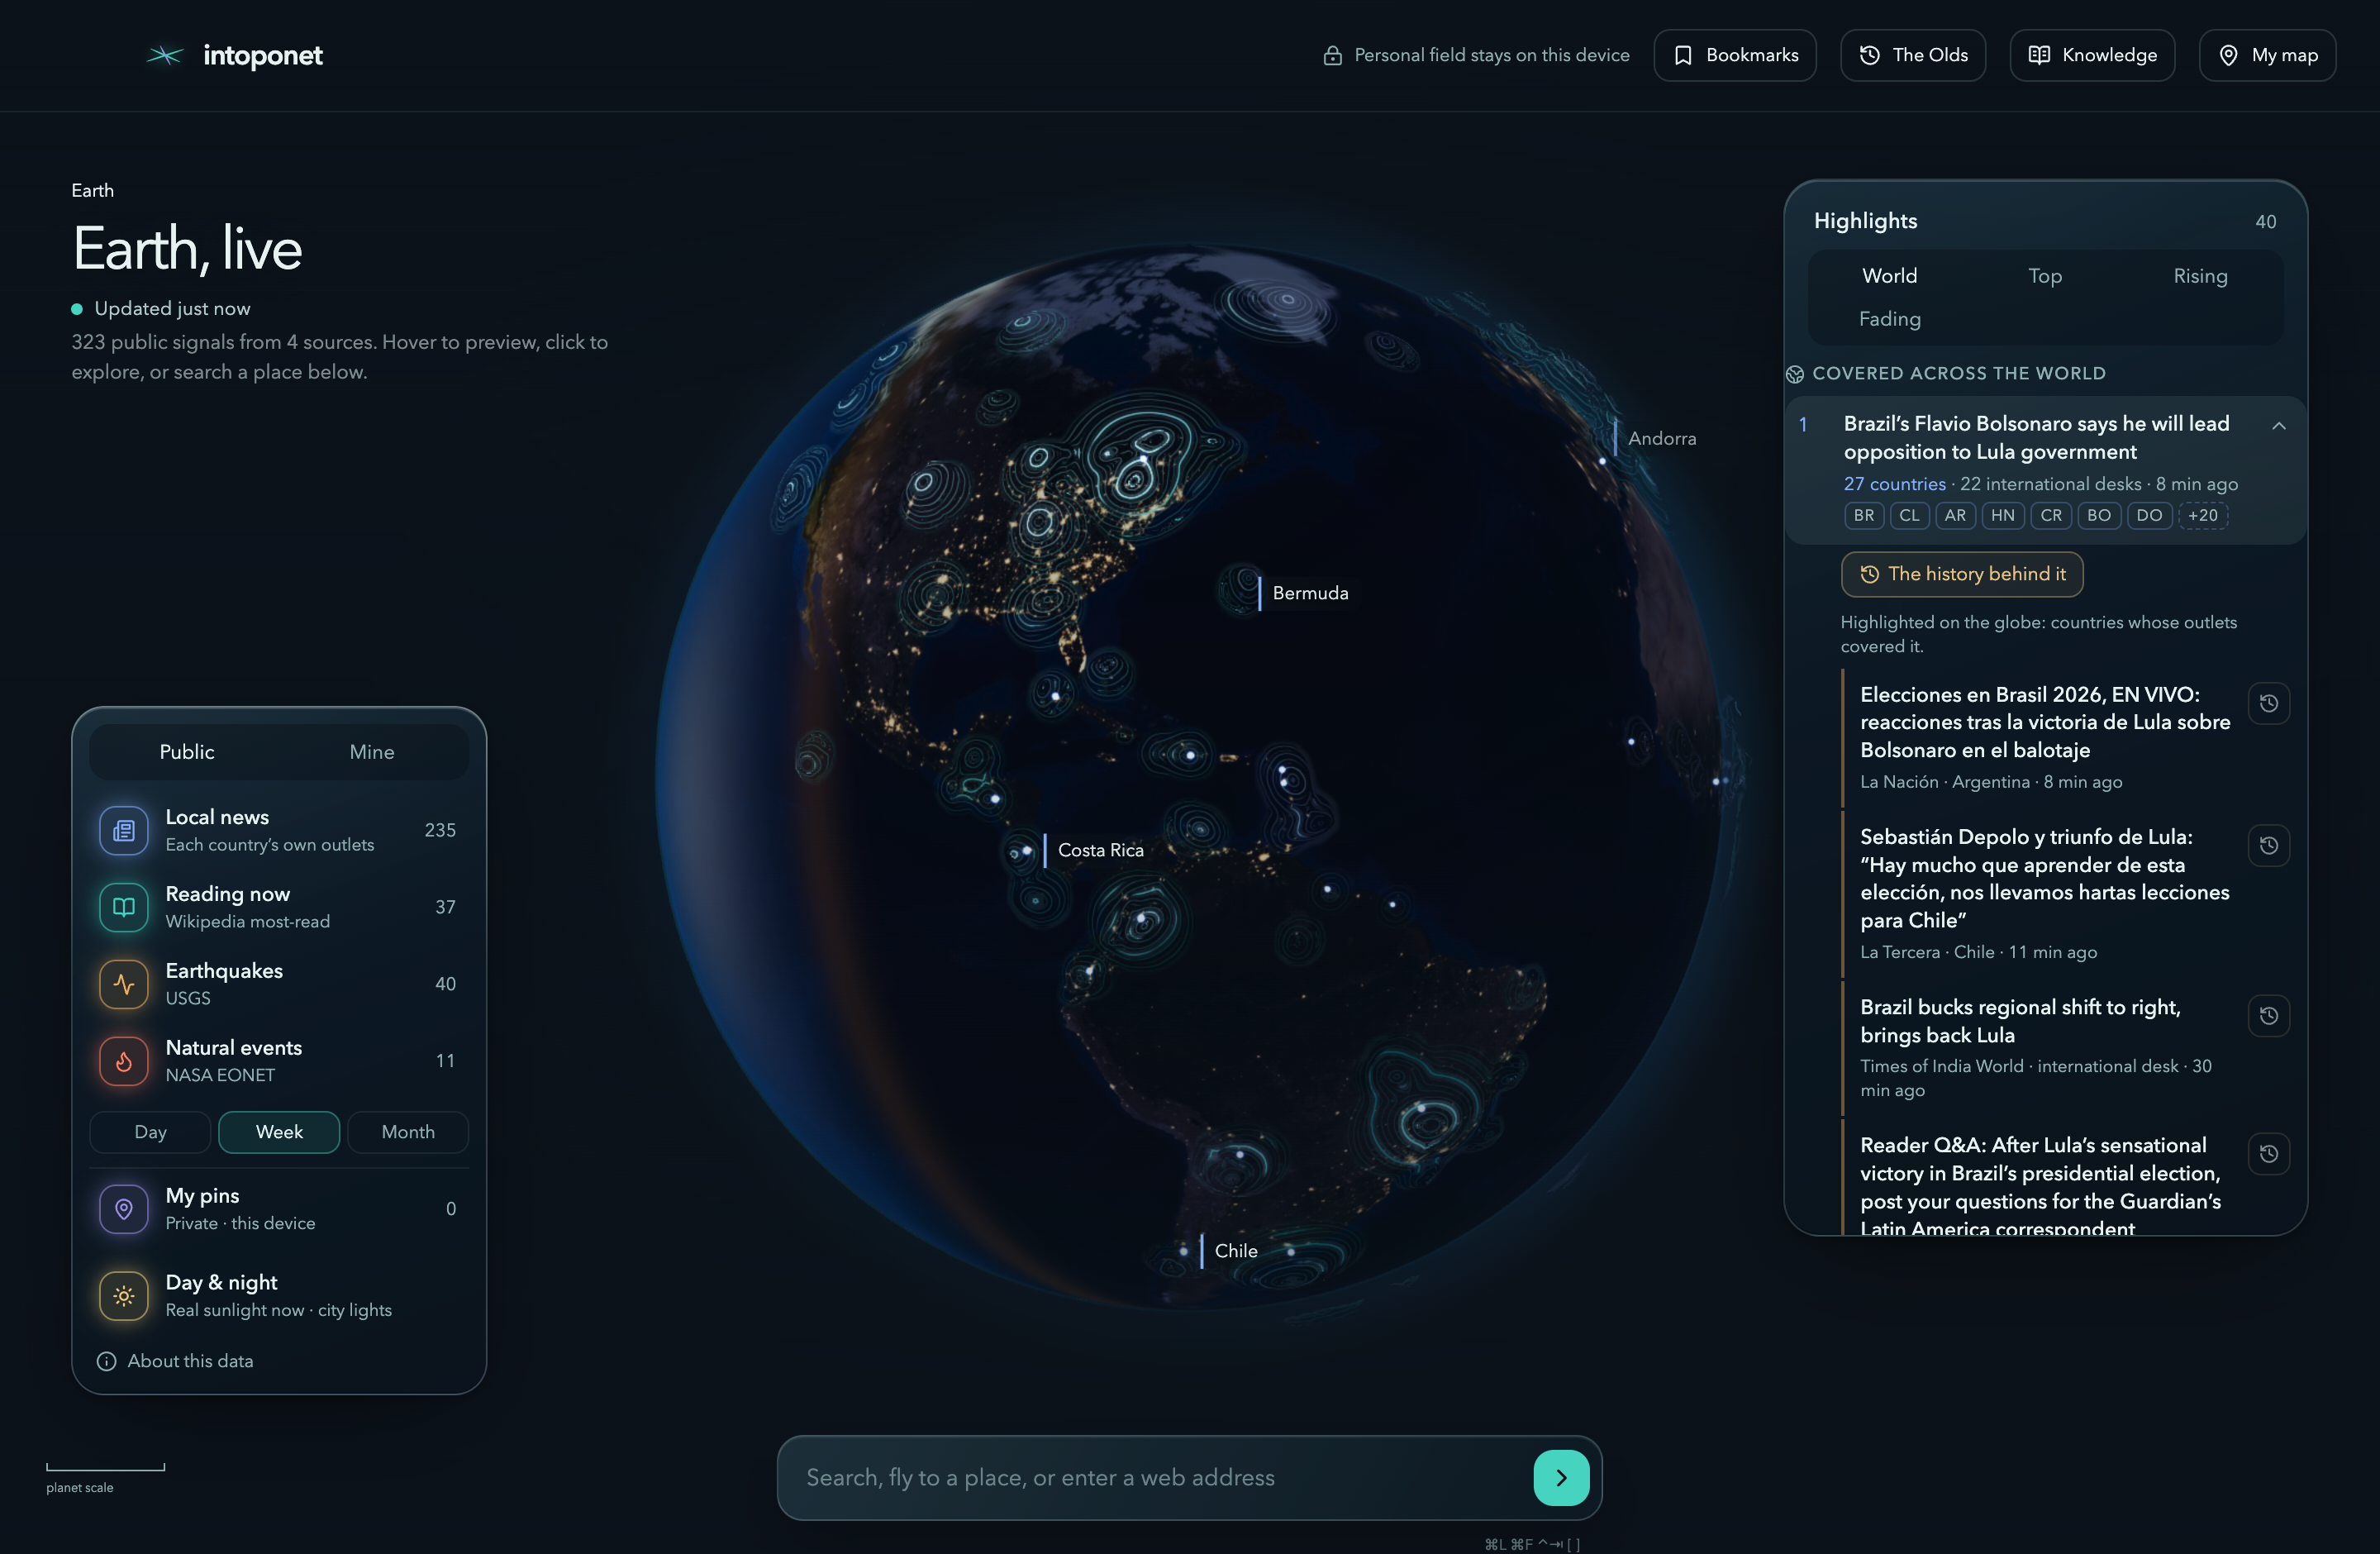 intoponet
Personal field stays on this device
Bookmarks
The Olds
Knowledge
My map
Earth
Earth, live
Updated just now
323 public signals from 4 sources. Hover to preview, click to
explore, or search a place below.
Public
Mine
Local news
Each country’s own outlets
235
Reading now
Wikipedia most-read
37
Earthquakes
USGS
40
Natural events
NASA EONET
11
Day
Week
Month
My pins
Private · this device
0
Day & night
Real sunlight now · city lights
About this data
planet scale
Andorra
Bermuda
Costa Rica
Chile
Search, fly to a place, or enter a web address
⌘L ⌘F ^⇥ [ ]
Highlights
40
World
Top
Rising
Fading
COVERED ACROSS THE WORLD
1
Brazil’s Flavio Bolsonaro says he will lead
opposition to Lula government
27 countries · 22 international desks · 8 min ago
BR CL AR HN CR BO DO +20
The history behind it
Highlighted on the globe: countries whose outlets
covered it.
Elecciones en Brasil 2026, EN VIVO:
reacciones tras la victoria de Lula sobre
Bolsonaro en el balotaje
La Nación · Argentina · 8 min ago
Sebastián Depolo y triunfo de Lula:
“Hay mucho que aprender de esta
elección, nos llevamos hartas lecciones
para Chile”
La Tercera · Chile · 11 min ago
Brazil bucks regional shift to right,
brings back Lula
Times of India World · international desk · 30
min ago
Reader Q&A: After Lula’s sensational
victory in Brazil’s presidential election,
post your questions for the Guardian’s
Latin America correspondent